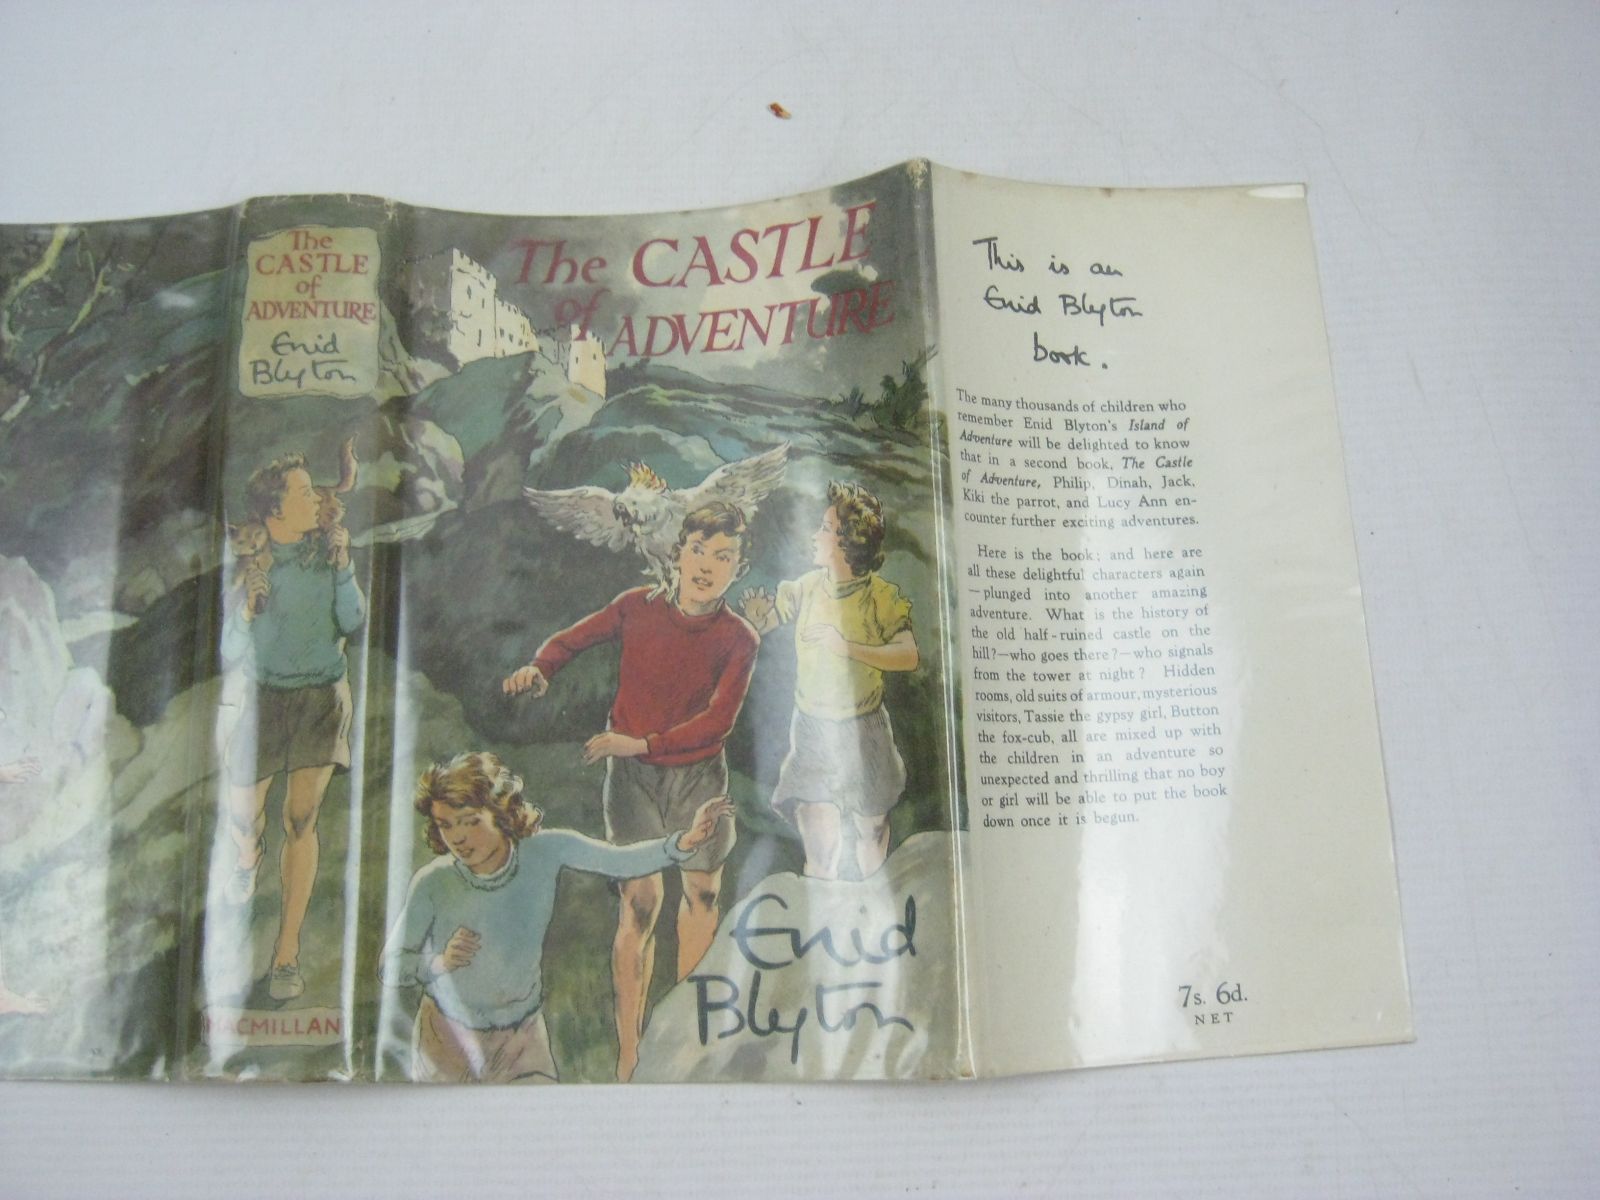 The
CASTLE
of
ADVENTURE
Enid
Blyton
MACMILLAN
The CASTLE
of ADVENTURE
Enid
Blyton
This is an
Enid Blyton
book.
The many thousands of children who
remember Enid Blyton's Island of
Adventure will be delighted to know
that in a second book, The Castle
of Adventure, Philip, Dinah, Jack,
Kiki the parrot, and Lucy Ann en-
counter further exciting adventures.
Here is the book; and here are
all these delightful characters again
—plunged into another amazing
adventure. What is the history of
the old half-ruined castle on the
hill?—who goes there?—who signals
from the tower at night? Hidden
rooms, old suits of armour, mysterious
visitors, Tassie the gypsy girl, Button
the fox-cub, all are mixed up with
the children in an adventure so
unexpected and thrilling that no boy
or girl will be able to put the book
down once it is begun.
7s. 6d.
NET